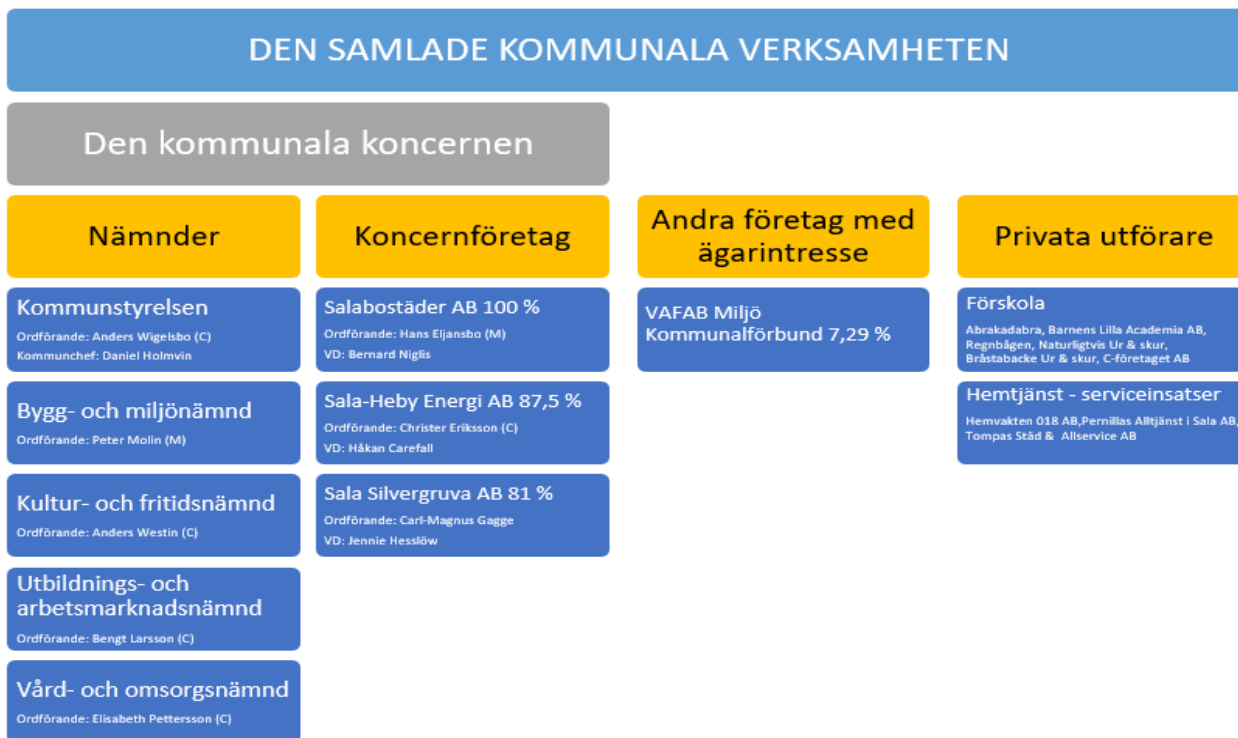 DEN SAMLADE KOMMUNALA VERKSAMHETEN
Den kommunala koncernen
Nämnder
Kommunstyrelsen
Ordförande: Anders Wigelsbo (C)
Kommunchef: Daniel Holmvin
Bygg- och miljönämnd
Ordförande: Peter Molin (M)
Kultur- och fritidsnämnd
Ordförande: Anders Westin (C)
Utbildnings- och
arbetsmarknadsnämnd
Ordförande: Bengt Larsson (C)
Vård- och omsorgsnämnd
Ordförande: Elisabeth Pettersson (C)
Koncernföretag
Salabostäder AB 100 %
Ordförande: Hans Eljansbo (M)
VD: Bernard Niglis
Sala-Heby Energi AB 87,5 %
Ordförande: Christer Eriksson (C)
VD: Håkan Carefall
Sala Silvergruva AB 81 %
Ordförande: Carl-Magnus Gagge
VD: Jennie Hesslöw
Andra företag med
ägarintresse
VAFAB Miljö
Kommunalförbund 7,29 %
Privata utförare
Förskola
Abrakadabra, Barnens Lilla Academia AB,
Regnbågen, Naturligtvis Ur & skur,
Bråstabacke Ur & skur, C-företaget AB
Hemtjänst - serviceinsatser
Hemvakten 018 AB,Pernillas Alltjänst i Sala AB,
Tompas Städ & Allservice AB